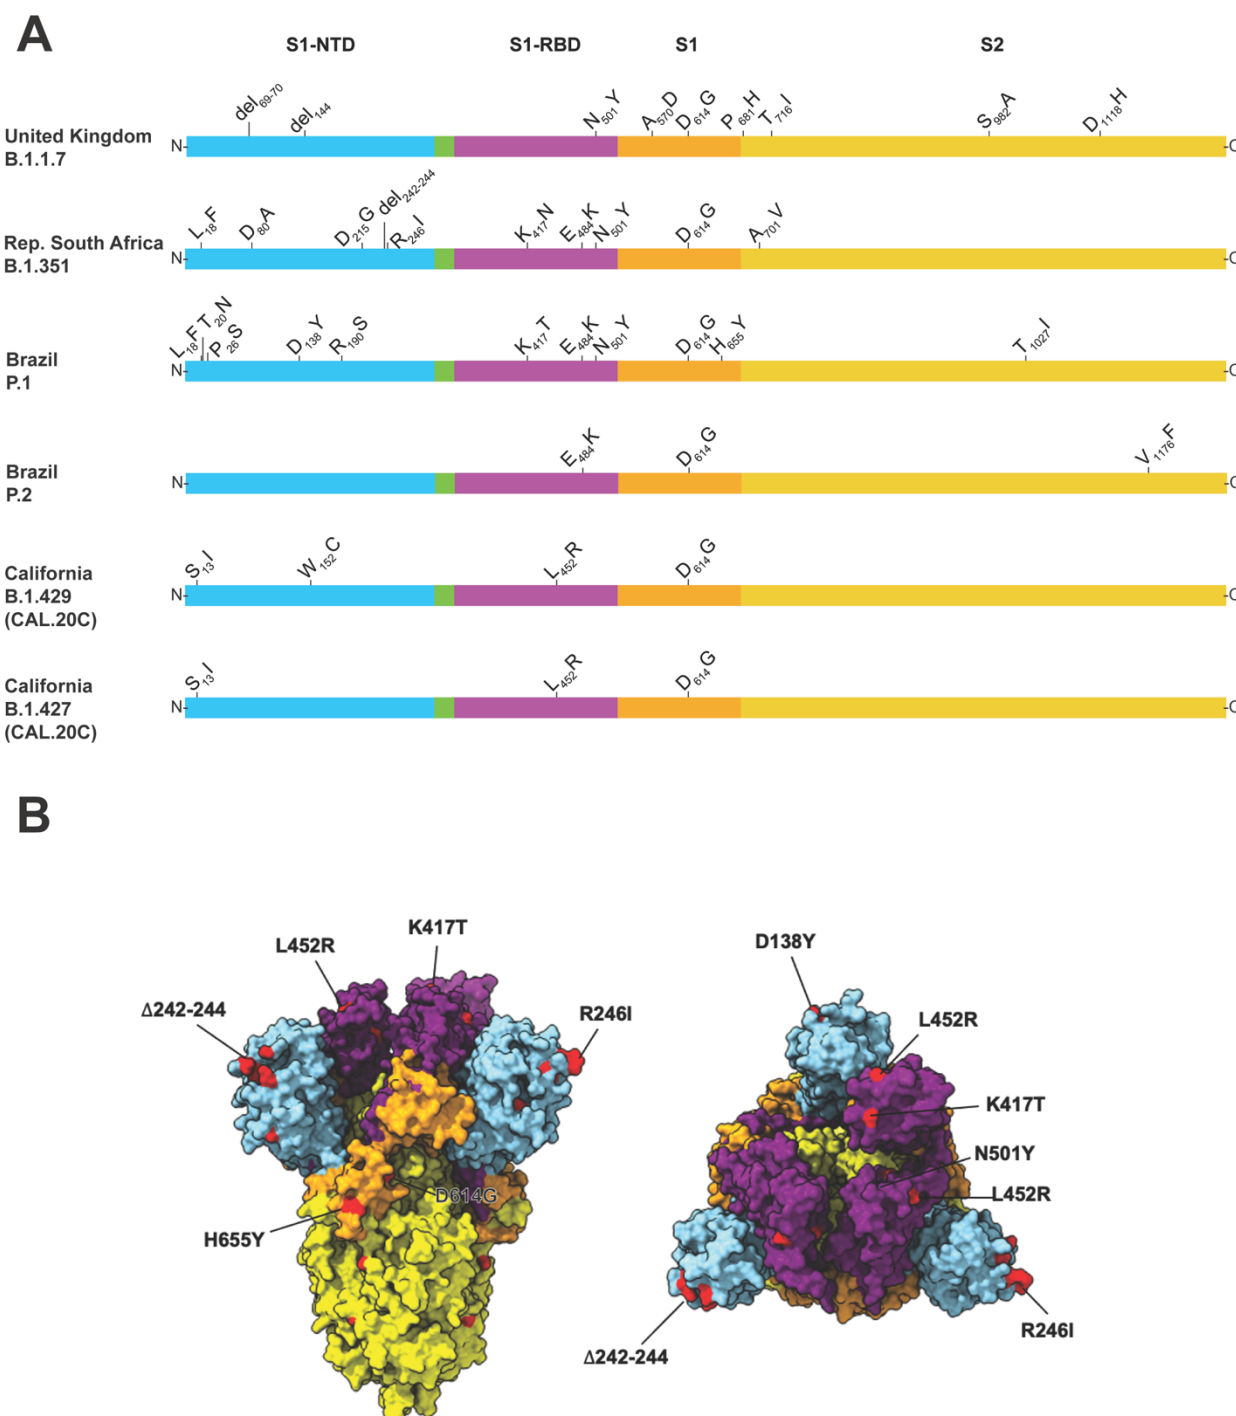 A
S1-NTD S1-RBD S1 S2
del69-70 del144 N501Y A570D D614G P681H T716I S982A D1118H
United Kingdom
B.1.1.7
N- -C
L18F D80A D215G del242-244 R246I K417N E484K N501Y D614G A701V
Rep. South Africa
B.1.351
N- -C
L18F T20N P26S D138Y R190S K417T E484K N501Y D614G H655Y T1027I
Brazil
P.1
N- -C
E484K D614G V1176F
Brazil
P.2
N- -C
S13I W152C L452R D614G
California
B.1.429
(CAL.20C)
N- -C
S13I L452R D614G
California
B.1.427
(CAL.20C)
N- -C
B
K417T
L452R
D138Y
Δ242-244
R246I
L452R
K417T
N501Y
D614G
L452R
H655Y
R246I
Δ242-244